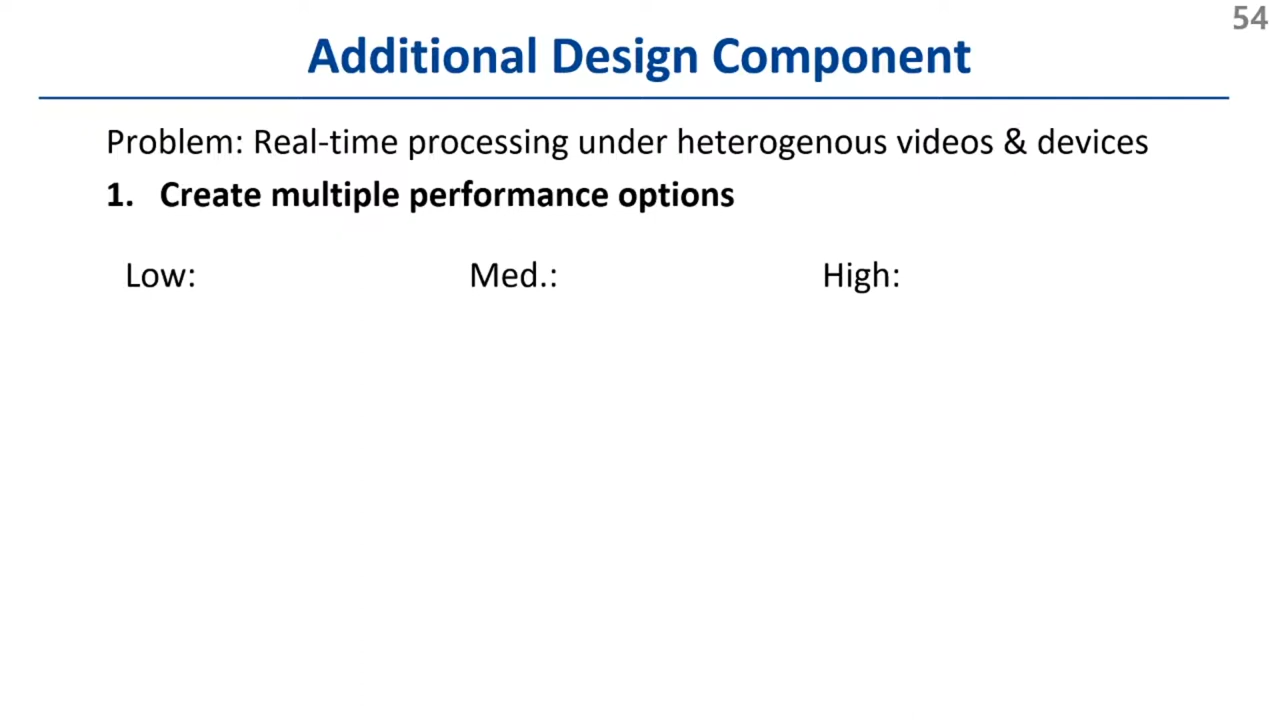 54
Additional Design Component
Problem: Real-time processing under heterogenous videos & devices
1. Create multiple performance options
Low: Med.: High: